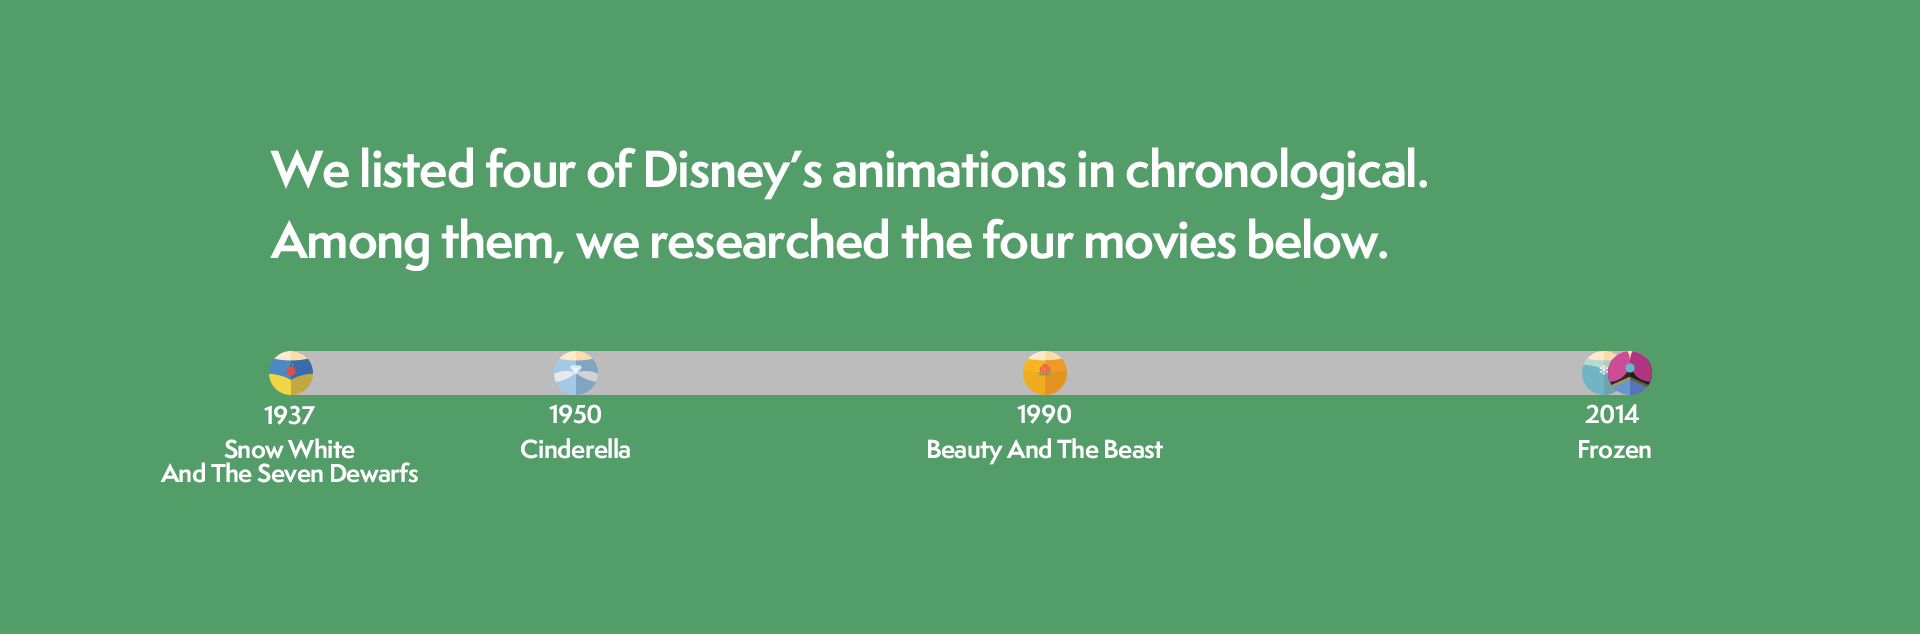 We listed four of Disney's animations in chronological.
Among them, we researched the four movies below.
1937
Snow White
And The Seven Dewarfs
1950
Cinderella
1990
Beauty And The Beast
2014
Frozen